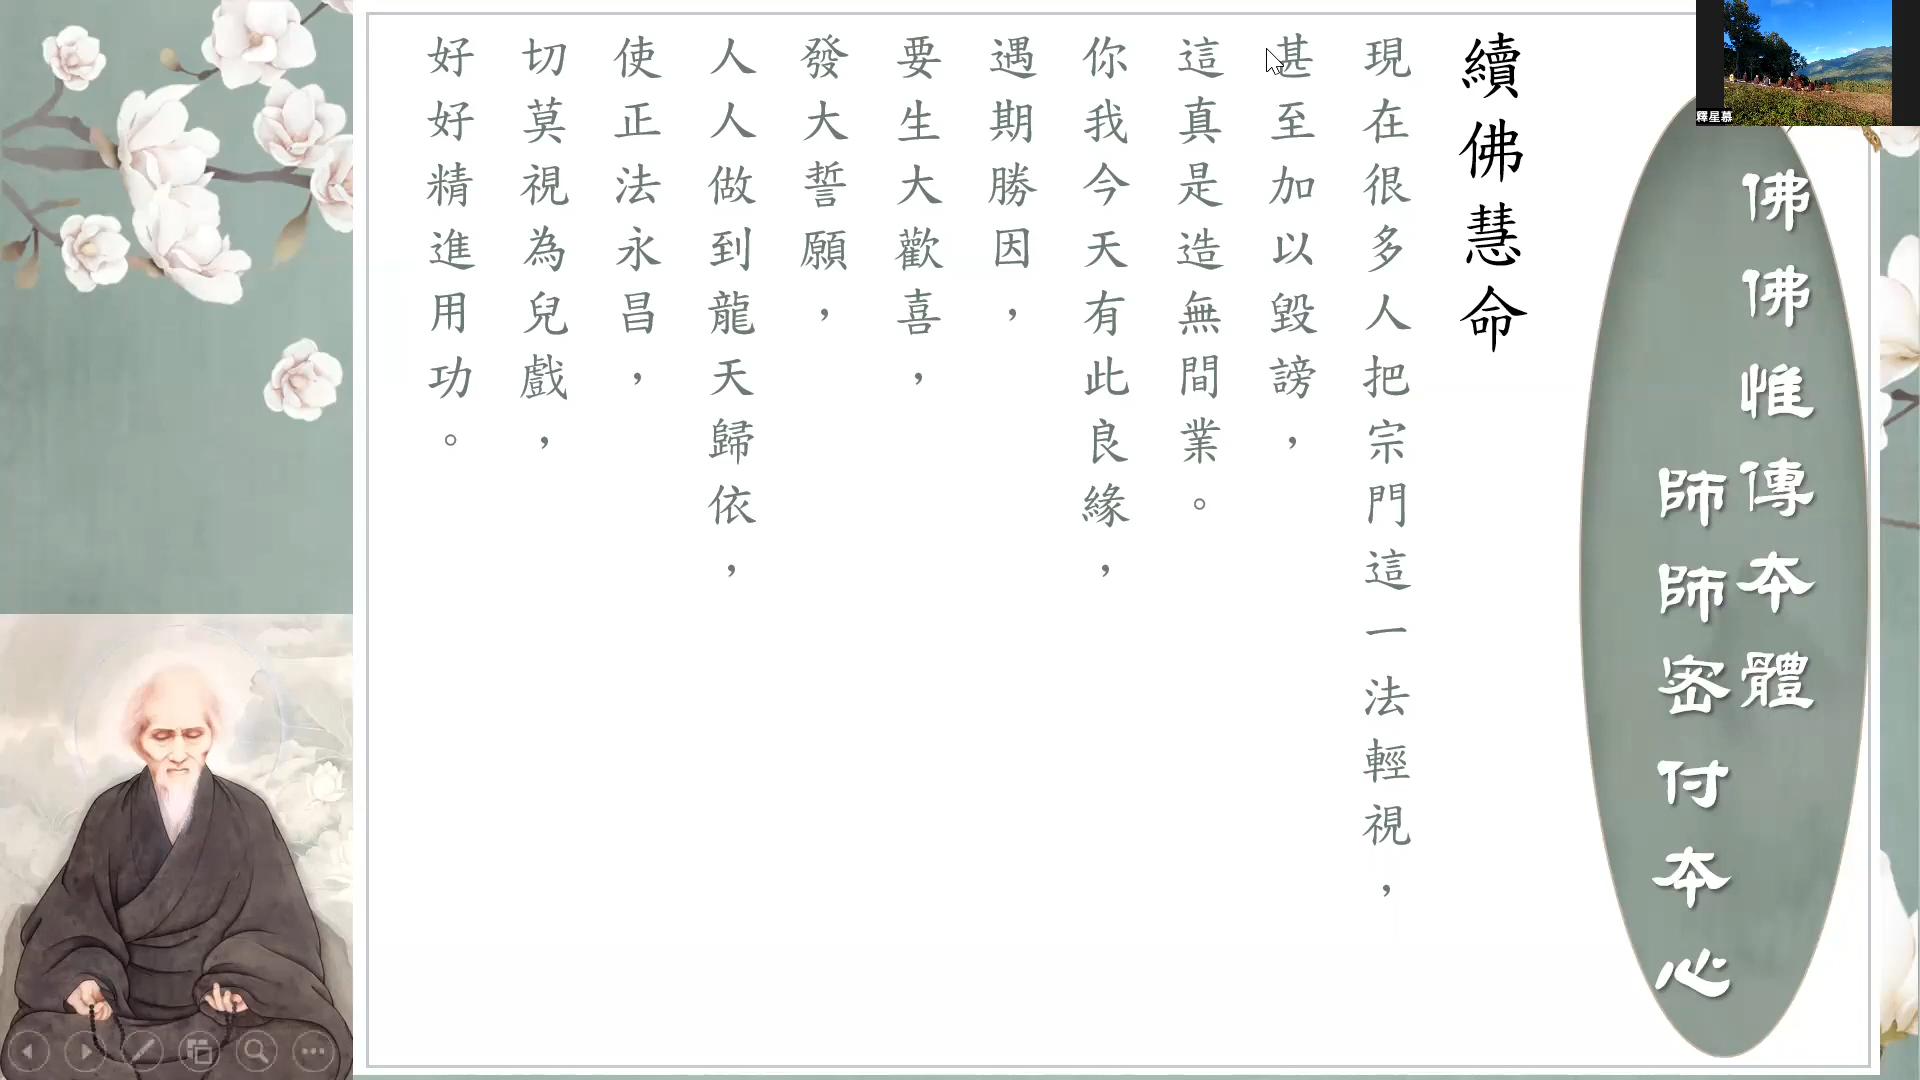 釋星慕
佛佛惟傳本體
師師密付本心
續佛慧命
現在很多人把宗門這一法輕視，
甚至加以毀謗，
這真是造無間業。
你我今天有此良緣，
遇期勝因，
要生大歡喜，
發大誓願，
人人做到龍天歸依，
使正法永昌，
切莫視為兒戲，
好好精進用功。